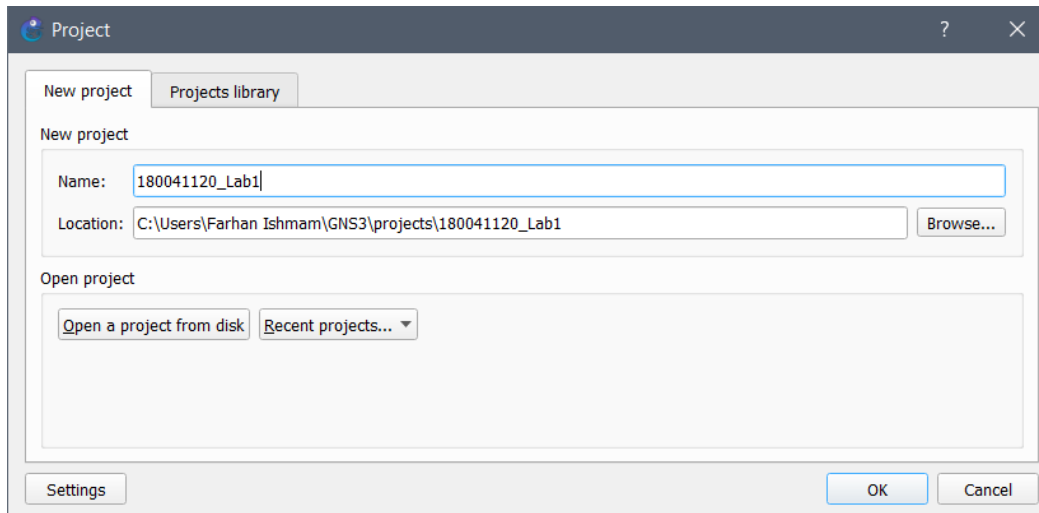 Project ?
New project Projects library
New project
Name: 180041120_Lab1
Location: C:\Users\Farhan Ishmam\GNS3\projects\180041120_Lab1 Browse...
Open project
Open a project from disk Recent projects...
Settings OK Cancel